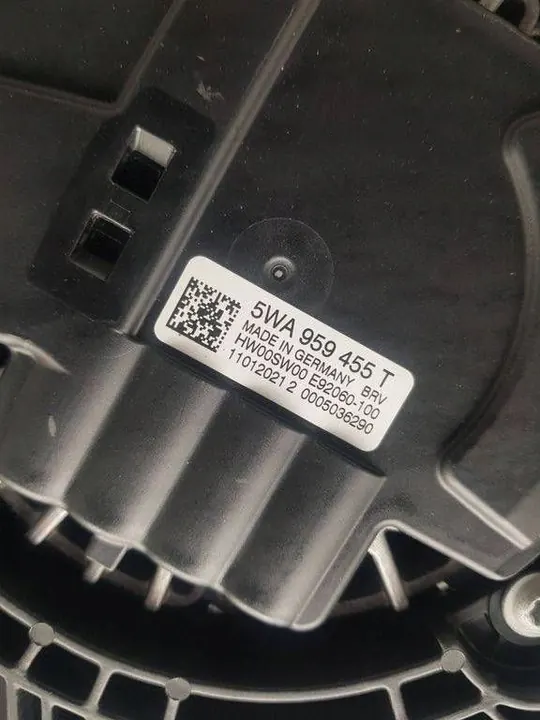 5WA 959 455 T
MADE IN GERMANY BRV
HW00SW00 E92060-100
110120212 0005036290